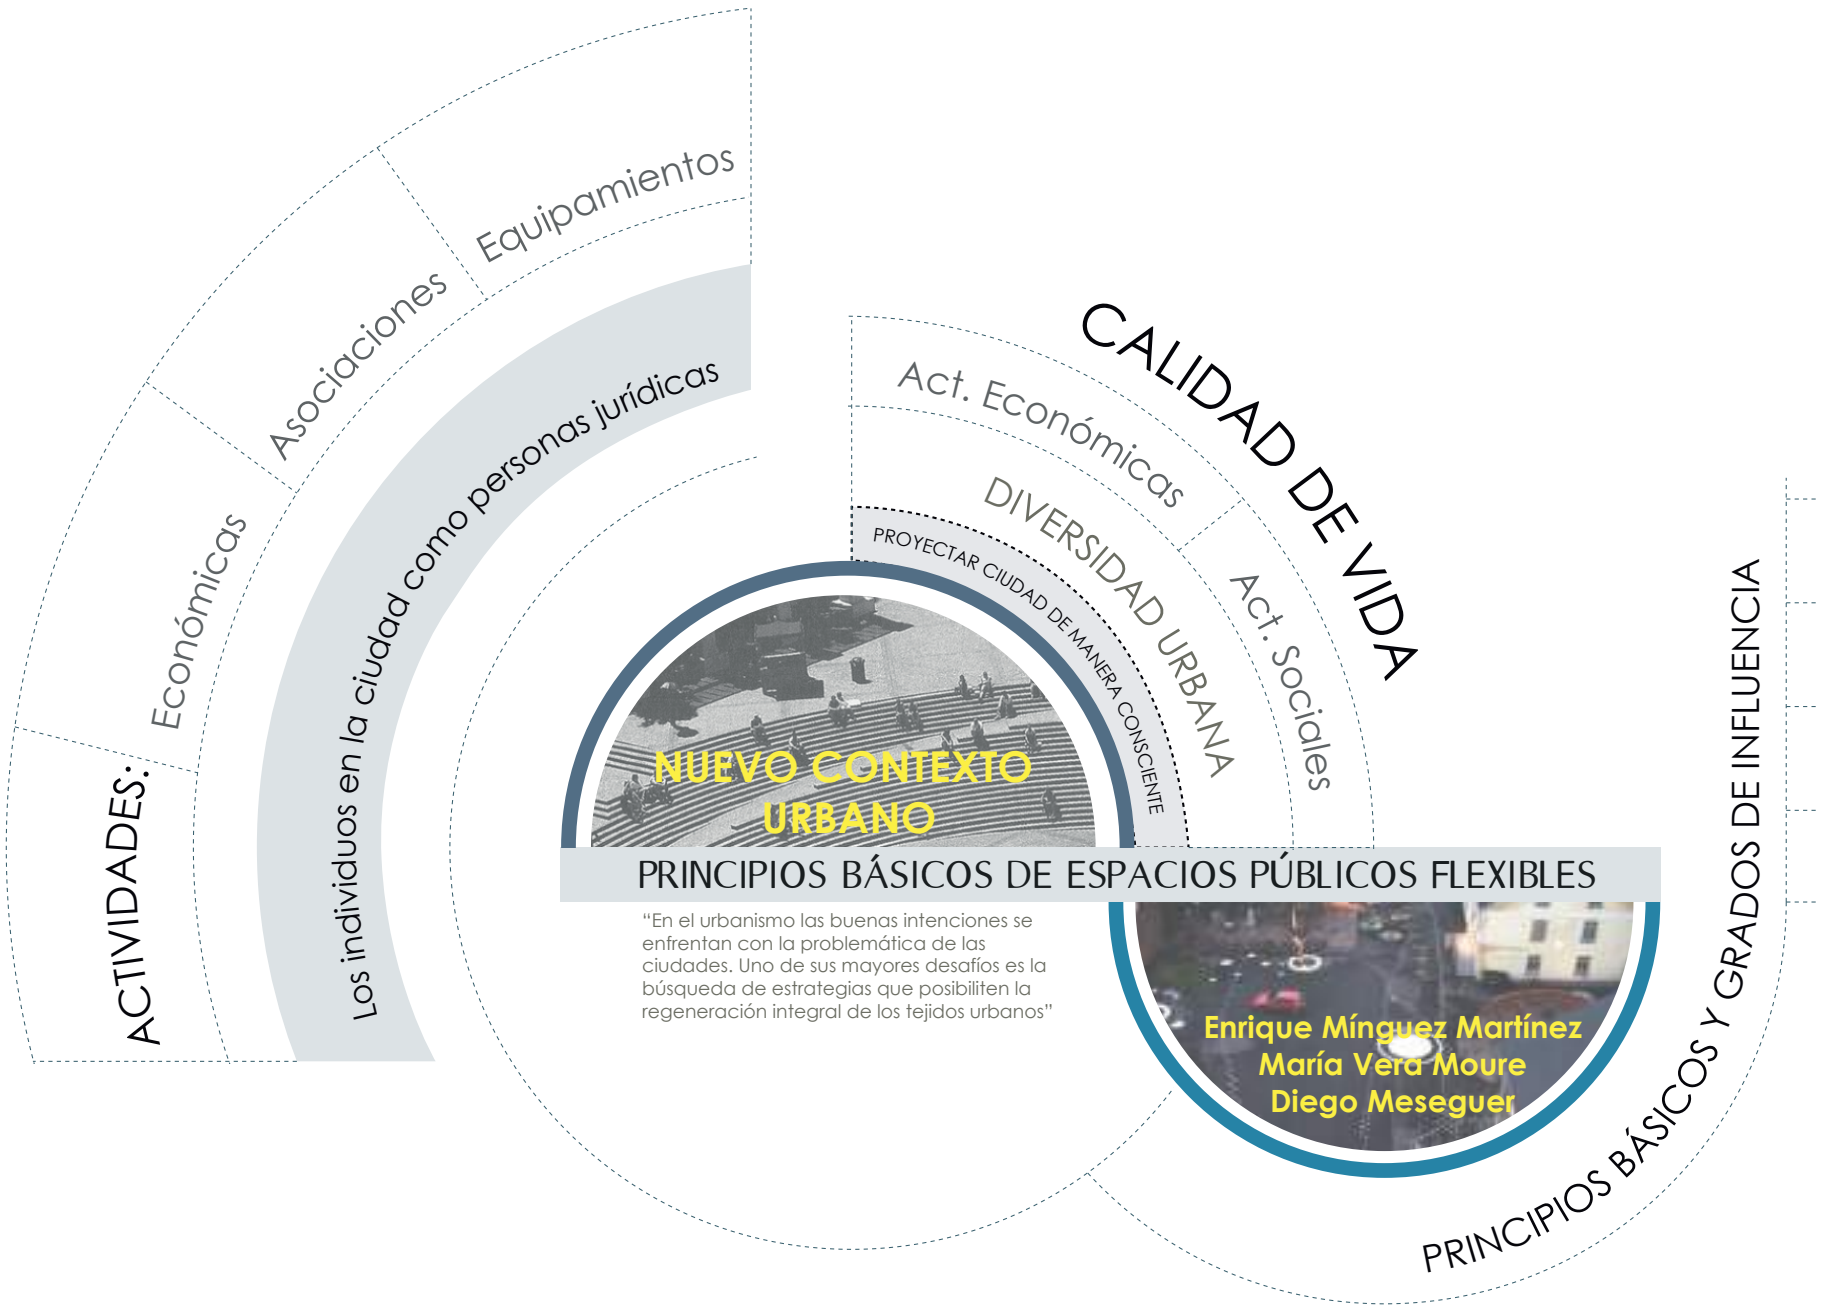 Equipamientos
Asociaciones
Económicas
ACTIVIDADES:
Los individuos en la ciudad como personas jurídicas
CALIDAD DE VIDA
Act. Económicas
Act. Sociales
DIVERSIDAD URBANA
PROYECTAR CIUDAD DE MANERA CONSCIENTE
NUEVO CONTEXTO
URBANO
PRINCIPIOS BÁSICOS DE ESPACIOS PÚBLICOS FLEXIBLES
“En el urbanismo las buenas intenciones se
enfrentan con la problemática de las
ciudades. Uno de sus mayores desafíos es la
búsqueda de estrategias que posibiliten la
regeneración integral de los tejidos urbanos”
Enrique Mínguez Martínez
María Vera Moure
Diego Meseguer
PRINCIPIOS BÁSICOS Y GRADOS DE INFLUENCIA